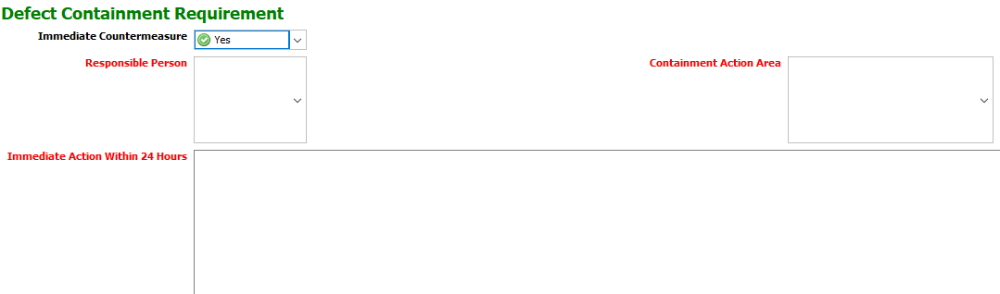 Defect Containment Requirement
Immediate Countermeasure Yes
Responsible Person Containment Action Area
Immediate Action Within 24 Hours